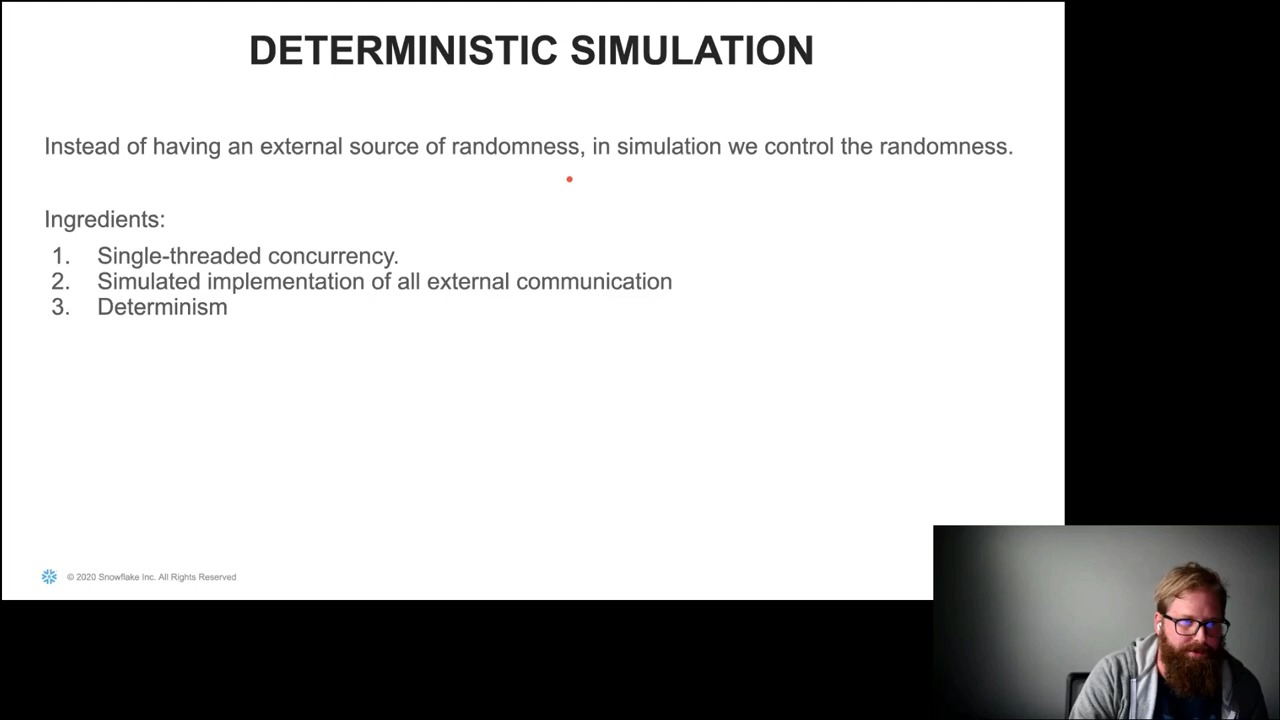 DETERMINISTIC SIMULATION
Instead of having an external source of randomness, in simulation we control the randomness.
Ingredients:
1. Single-threaded concurrency.
2. Simulated implementation of all external communication
3. Determinism
© 2020 Snowflake Inc. All Rights Reserved